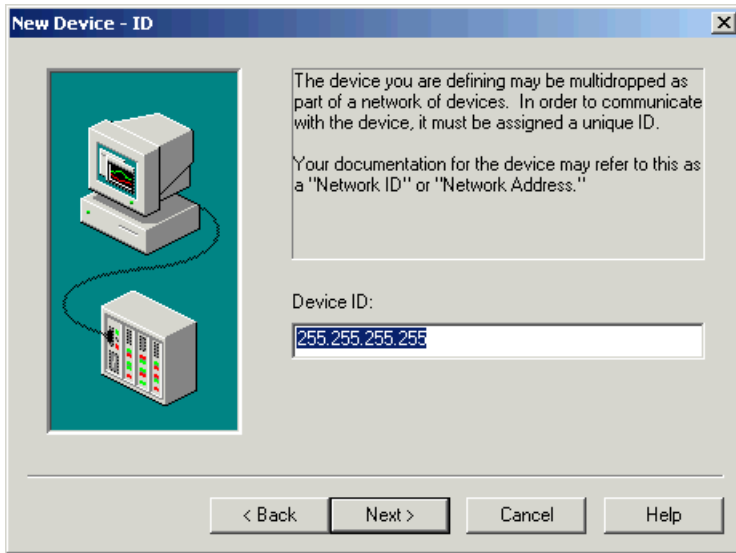 New Device - ID
The device you are defining may be multidropped as
part of a network of devices.  In order to communicate
with the device, it must be assigned a unique ID.
Your documentation for the device may refer to this as
a "Network ID" or "Network Address."
Device ID:
255.255.255.255
< Back Next > Cancel Help